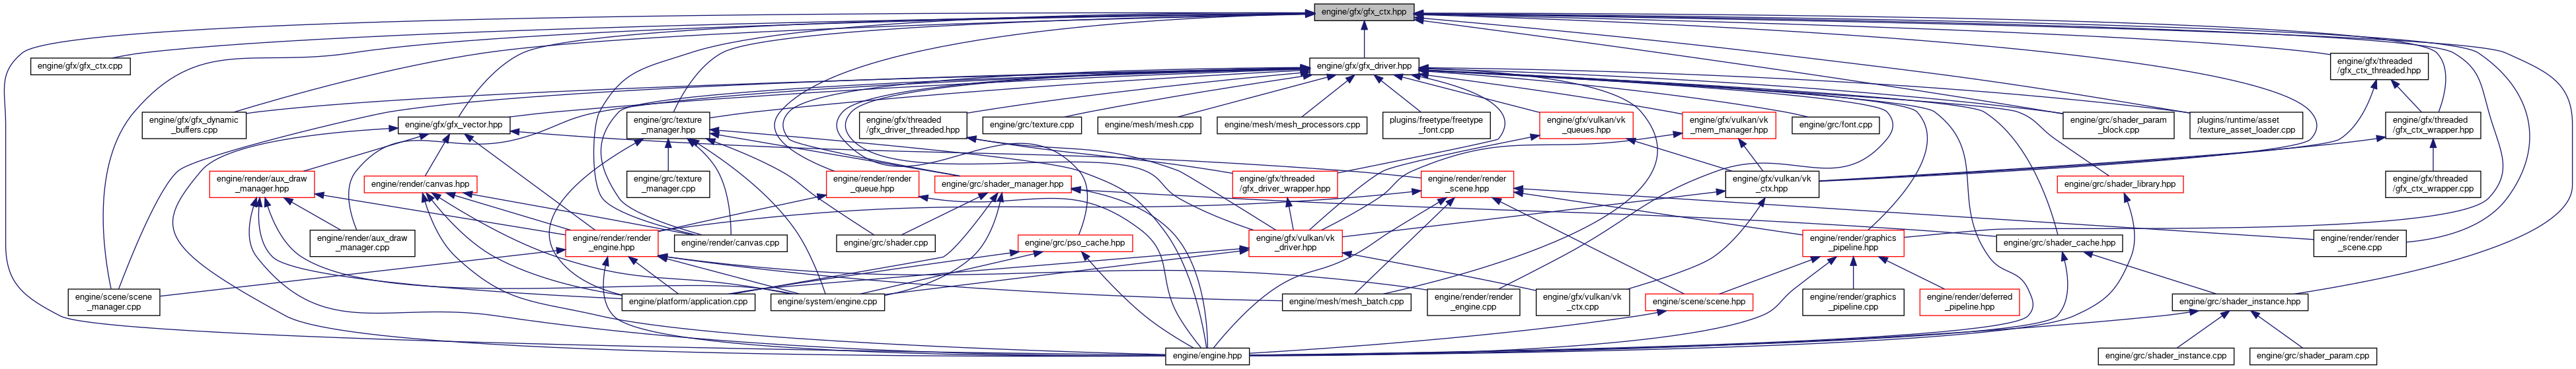 engine/gfx/gfx_ctx.hpp
engine/gfx/gfx_ctx.cpp
engine/gfx/gfx_driver.hpp
engine/gfx/threaded
/gfx_ctx_threaded.hpp
engine/gfx/gfx_dynamic
_buffers.cpp
engine/gfx/gfx_vector.hpp
engine/grc/texture
_manager.hpp
engine/gfx/threaded
/gfx_driver_threaded.hpp
engine/grc/texture.cpp
engine/mesh/mesh.cpp
engine/mesh/mesh_processors.cpp
plugins/freetype/freetype
_font.cpp
engine/gfx/vulkan/vk
_queues.hpp
engine/gfx/vulkan/vk
_mem_manager.hpp
engine/grc/font.cpp
engine/grc/shader_param
_block.cpp
plugins/runtime/asset
/texture_asset_loader.cpp
engine/gfx/threaded
/gfx_ctx_wrapper.hpp
engine/render/aux_draw
_manager.hpp
engine/render/canvas.hpp
engine/grc/texture
_manager.cpp
engine/render/render
_queue.hpp
engine/grc/shader_manager.hpp
engine/gfx/threaded
/gfx_driver_wrapper.hpp
engine/render/render
_scene.hpp
engine/gfx/vulkan/vk
_ctx.hpp
engine/grc/shader_library.hpp
engine/gfx/threaded
/gfx_ctx_wrapper.cpp
engine/render/aux_draw
_manager.cpp
engine/render/render
_engine.hpp
engine/render/canvas.cpp
engine/grc/shader.cpp
engine/grc/pso_cache.hpp
engine/gfx/vulkan/vk
_driver.hpp
engine/render/graphics
_pipeline.hpp
engine/grc/shader_cache.hpp
engine/render/render
_scene.cpp
engine/scene/scene
_manager.cpp
engine/platform/application.cpp
engine/system/engine.cpp
engine/mesh/mesh_batch.cpp
engine/render/render
_engine.cpp
engine/gfx/vulkan/vk
_ctx.cpp
engine/scene/scene.hpp
engine/render/graphics
_pipeline.cpp
engine/render/deferred
_pipeline.hpp
engine/grc/shader_instance.hpp
engine/engine.hpp
engine/grc/shader_instance.cpp
engine/grc/shader_param.cpp